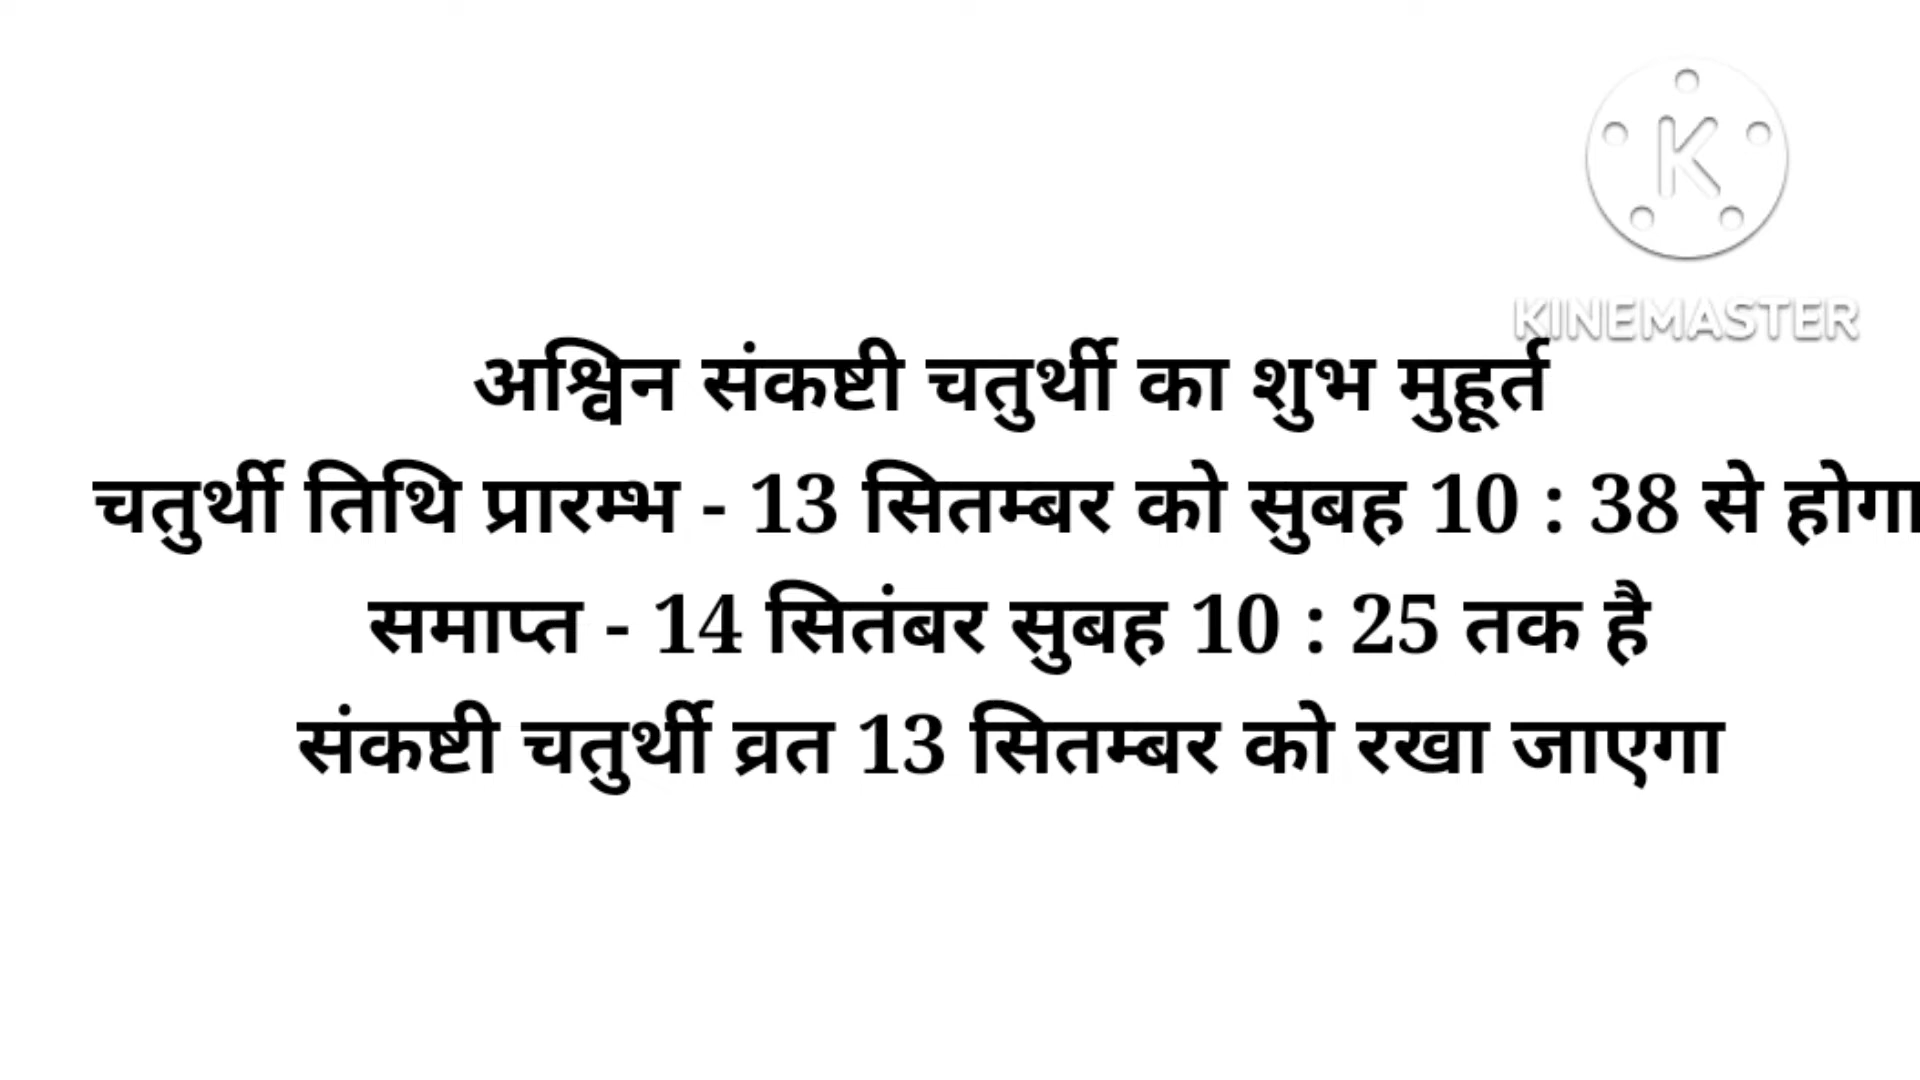 K
KINEMASTER
अश्विन संकष्टी चतुर्थी का शुभ मुहूर्त
चतुर्थी तिथि प्रारम्भ - 13 सितम्बर को सुबह 10 : 38 से होगा
समाप्त - 14 सितंबर सुबह 10 : 25 तक है
संकष्टी चतुर्थी व्रत 13 सितम्बर को रखा जाएगा